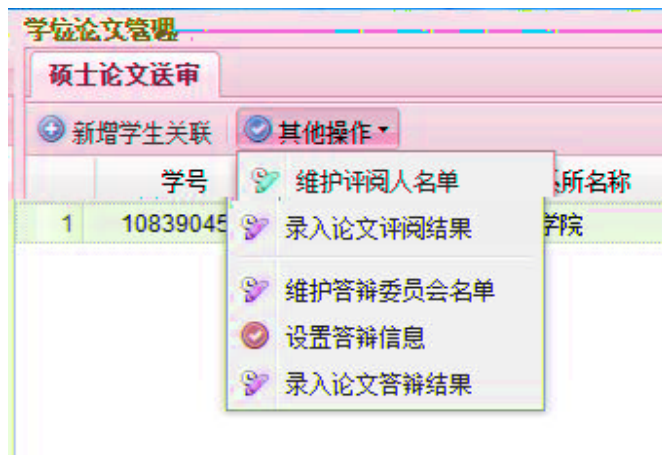 学位论文管理
硕士论文送审
新增学生关联 其他操作
学号 所名称
维护评阅人名单
1 10839045 学院
录入论文评阅结果
维护答辩委员会名单
设置答辩信息
录入论文答辩结果